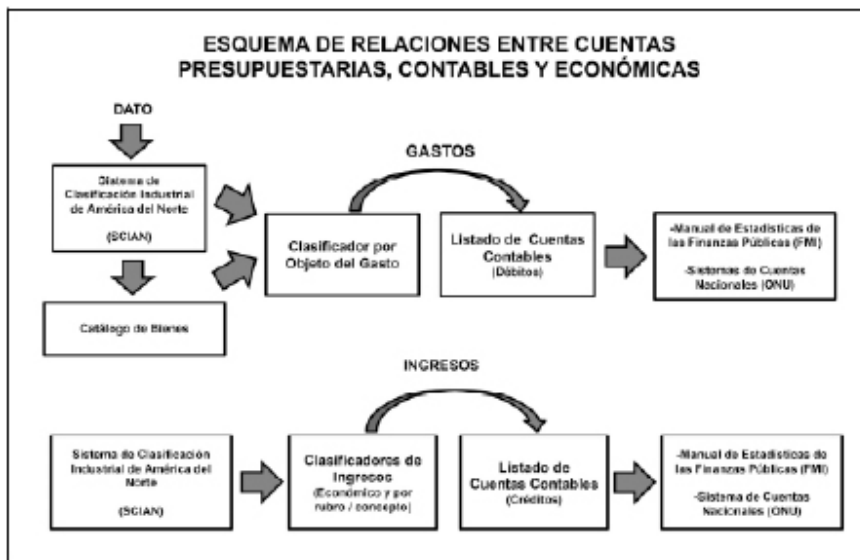 ESQUEMA DE RELACIONES ENTRE CUENTAS
PRESUPUESTARIAS, CONTABLES Y ECONÓMICAS
DATO
Sistema de
Clasificación Industrial
de América del Norte
(SCIAN)
Catálogo de Bienes
GASTOS
Clasificador por
Objeto del Gasto
Listado de Cuentas
Contables
(Débitos)
-Manual de Estadísticas de
las Finanzas Públicas (FMI)
-Sistemas de Cuentas
Nacionales (ONU)
INGRESOS
Sistema de Clasificación
Industrial de América del
Norte
(SCIAN)
Clasificadores de
Ingresos
(Económico y por
rubro / concepto)
Listado de
Cuentas Contables
(Créditos)
-Manual de Estadísticas de
las Finanzas Públicas (FMI)
-Sistema de Cuentas
Nacionales (ONU)